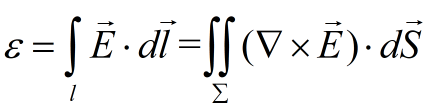 ε = ∫_l E⃗ · dl⃗ = ∬_Σ (∇ × E⃗) · dS⃗